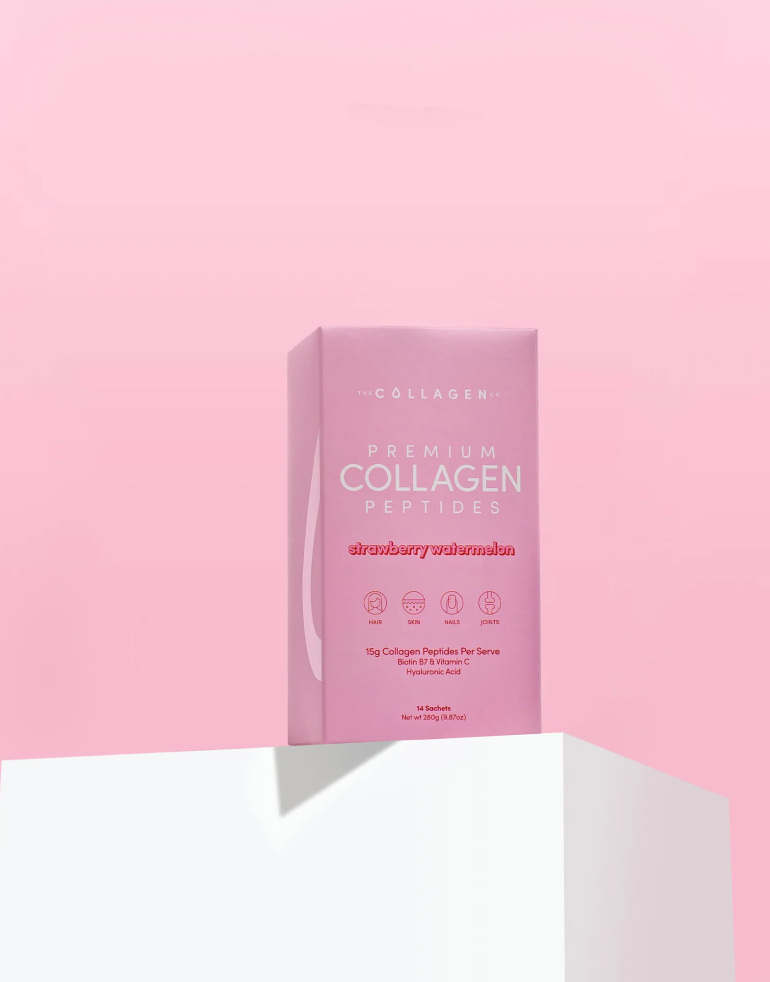 THE COLLAGEN CO.
PREMIUM
COLLAGEN
PEPTIDES
strawberry watermelon
HAIR SKIN NAILS JOINTS
15g Collagen Peptides Per Serve
Biotin B7 & Vitamin C
Hyaluronic Acid
14 Sachets
Net wt 280g (9.87oz)